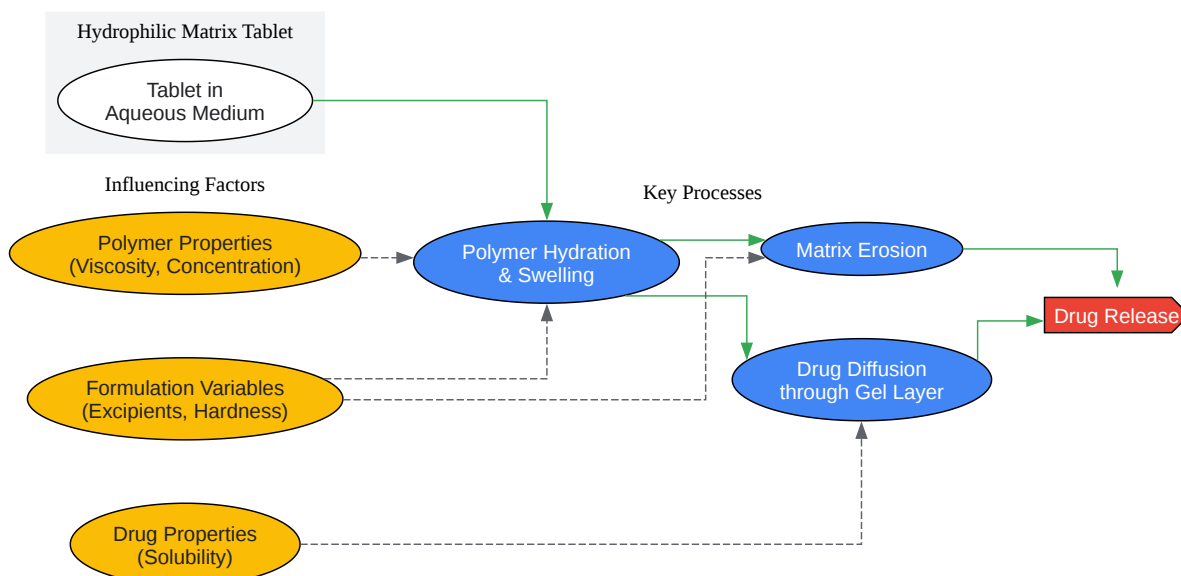 Hydrophilic Matrix Tablet
Tablet in
Aqueous Medium
Influencing Factors
Key Processes
Polymer Properties
(Viscosity, Concentration)
Polymer Hydration
& Swelling
Matrix Erosion
Drug Release
Formulation Variables
(Excipients, Hardness)
Drug Diffusion
through Gel Layer
Drug Properties
(Solubility)